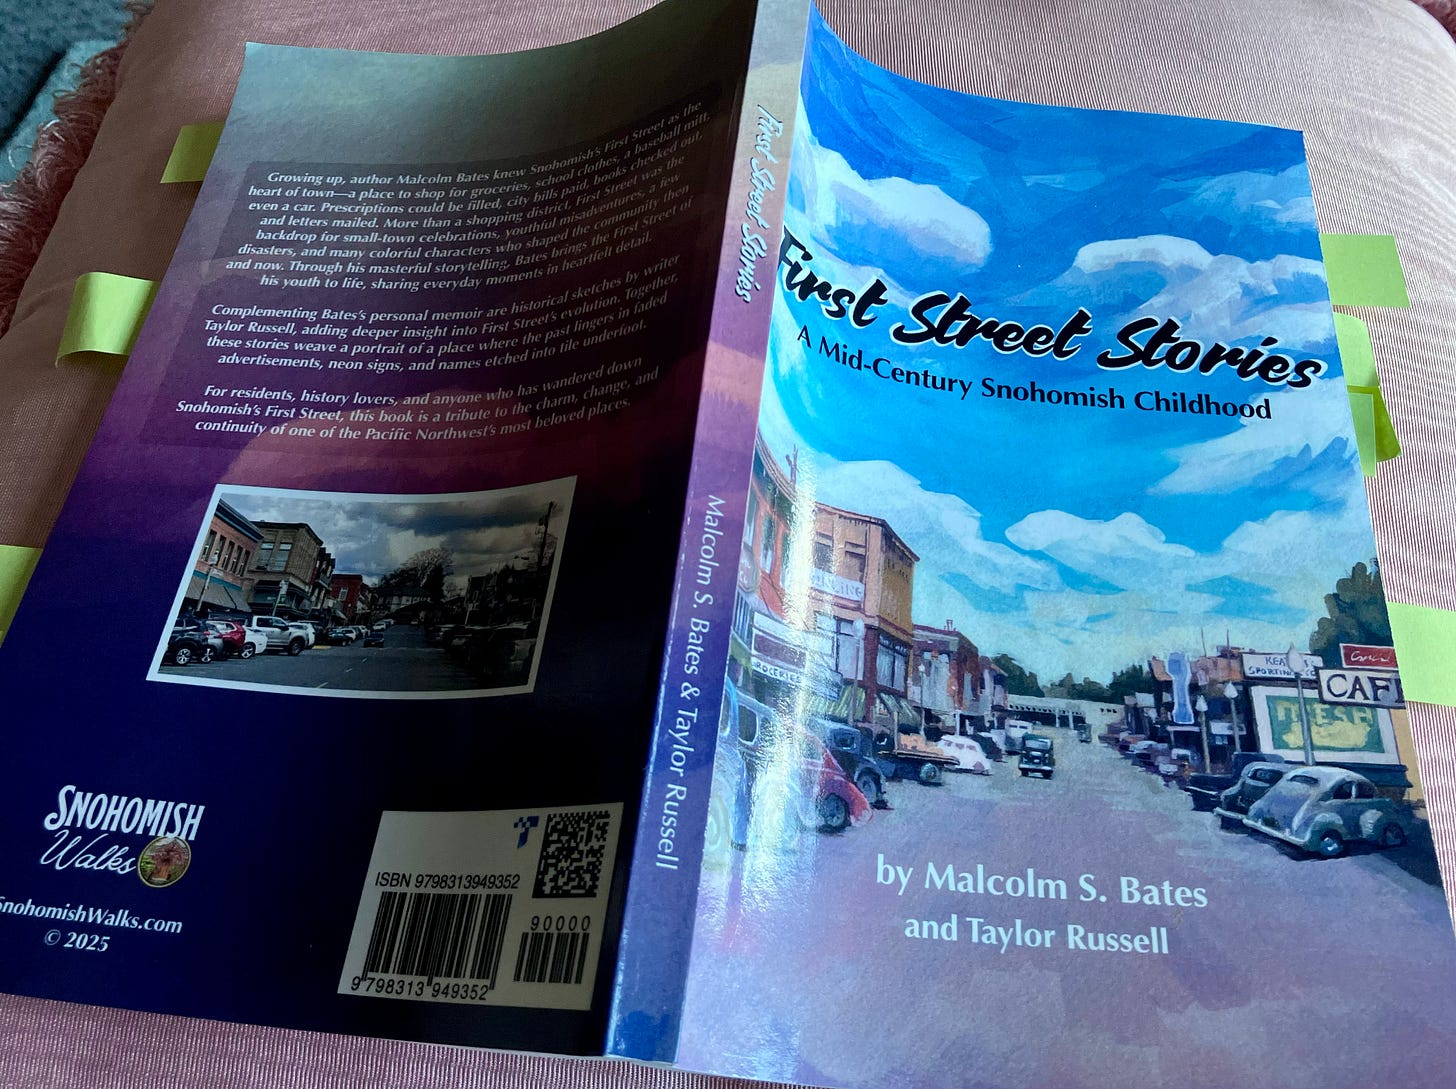 Growing up, author Malcolm Bates knew Snohomish's First Street as the
heart of town—a place to shop for groceries, school clothes, a baseball mitt,
even a car. Prescriptions could be filled, city bills paid, books checked out,
and letters mailed. More than a shopping district, First Street was the
backdrop for small-town celebrations, youthful misadventures, a few
disasters, and many colorful characters who shaped the community then
and now. Through his masterful storytelling, Bates brings the First Street of
his youth to life, sharing everyday moments in heartfelt detail.
Complementing Bates's personal memoir are historical sketches by writer
Taylor Russell, adding deeper insight into First Street's evolution. Together,
these stories weave a portrait of a place where the past lingers in faded
advertisements, neon signs, and names etched into tile underfoot.
For residents, history lovers, and anyone who has wandered down
Snohomish's First Street, this book is a tribute to the charm, change, and
continuity of one of the Pacific Northwest's most beloved places.
SNOHOMISH
Walks
SnohomishWalks.com
© 2025
ISBN 9798313949352
90000
9 798313 949352
First Street Stories
Malcolm S. Bates & Taylor Russell
First Street Stories
A Mid-Century Snohomish Childhood
SPORTING
CAF
by Malcolm S. Bates
and Taylor Russell